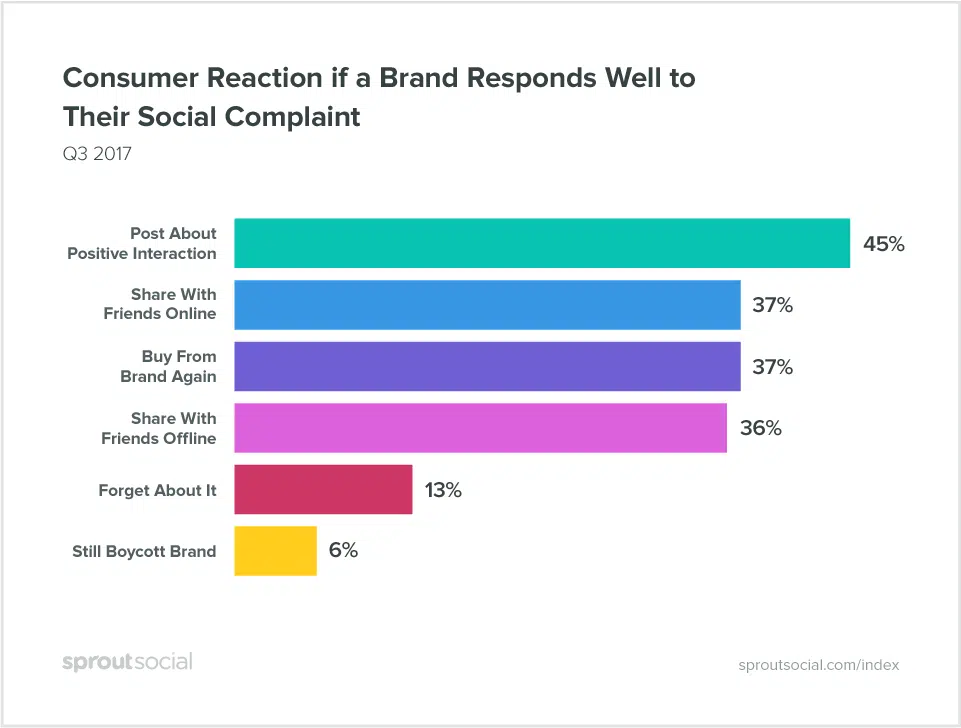 Consumer Reaction if a Brand Responds Well to
Their Social Complaint
Q3 2017
Post About
Positive Interaction
45%
Share With
Friends Online
37%
Buy From
Brand Again
37%
Share With
Friends Offline
36%
Forget About It
13%
Still Boycott Brand
6%
sproutsocial
sproutsocial.com/index